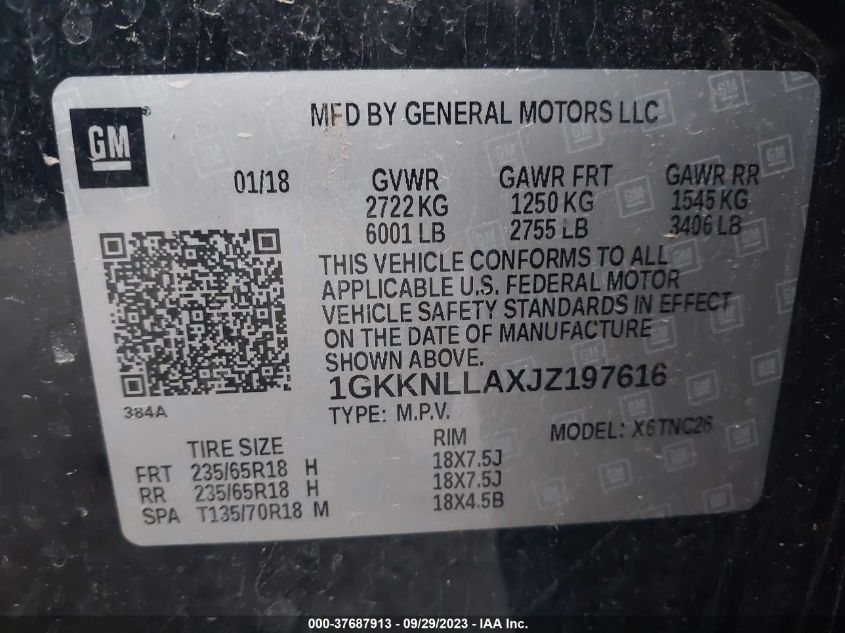 GM
MFD BY GENERAL MOTORS LLC
01/18 GVWR GAWR FRT GAWR RR
2722 KG 1250 KG 1545 KG
6001 LB 2755 LB 3406 LB
THIS VEHICLE CONFORMS TO ALL
APPLICABLE U.S. FEDERAL MOTOR
VEHICLE SAFETY STANDARDS IN EFFECT
ON THE DATE OF MANUFACTURE
SHOWN ABOVE.
1GKKNLLAXJZ197616
384A
TYPE: M.P.V.
MODEL: X6TNC26
TIRE SIZE RIM
FRT 235/65R18 H 18X7.5J
RR 235/65R18 H 18X7.5J
SPA T135/70R18 M 18X4.5B
000-37687913 - 09/29/2023 - IAAI.com